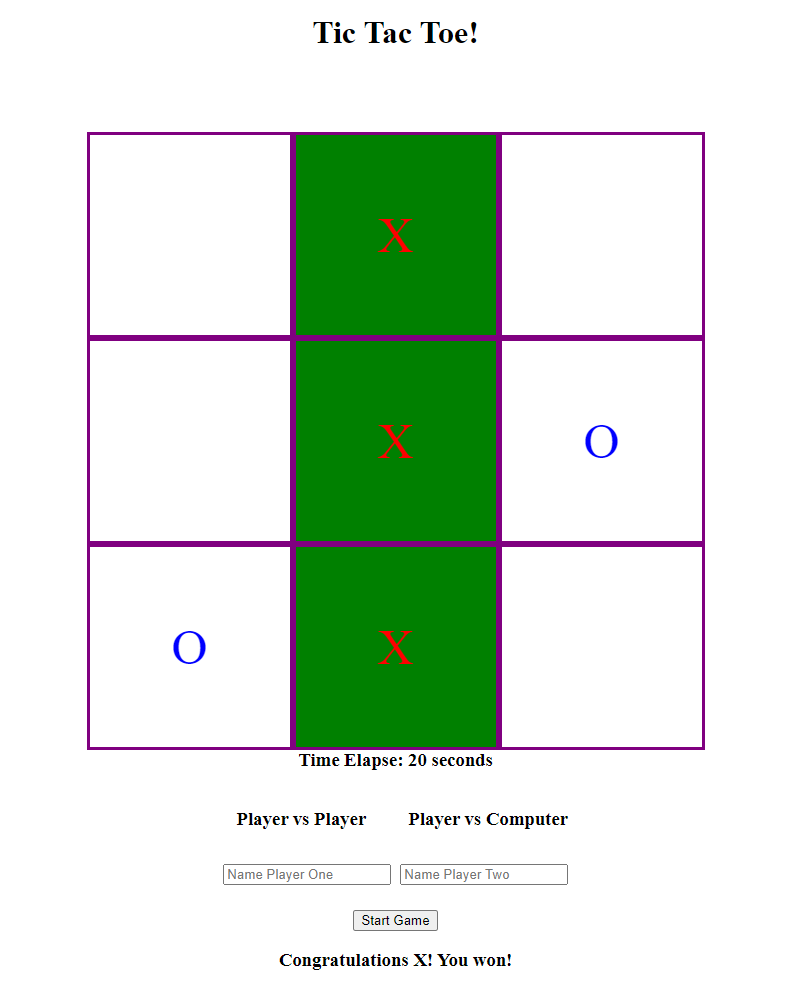 Tic Tac Toe!
X
X O
O X
Time Elapse: 20 seconds
Player vs Player Player vs Computer
Name Player One Name Player Two
Start Game
Congratulations X! You won!